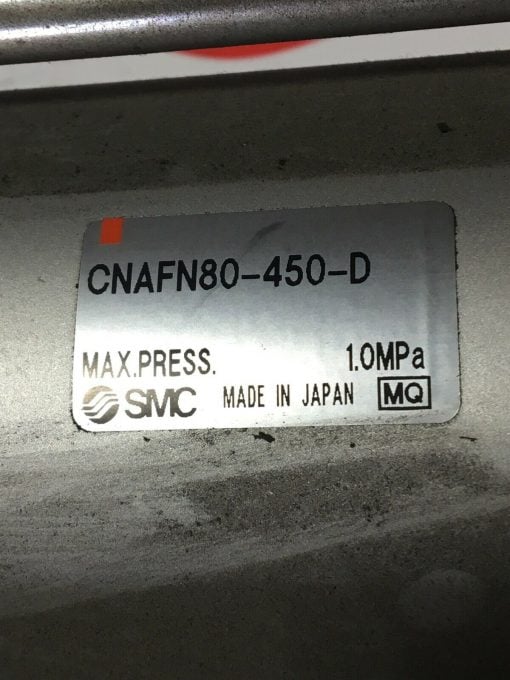 CNAFN80-450-D
MAX.PRESS. 1.0MPa
SMC MADE IN JAPAN MQ